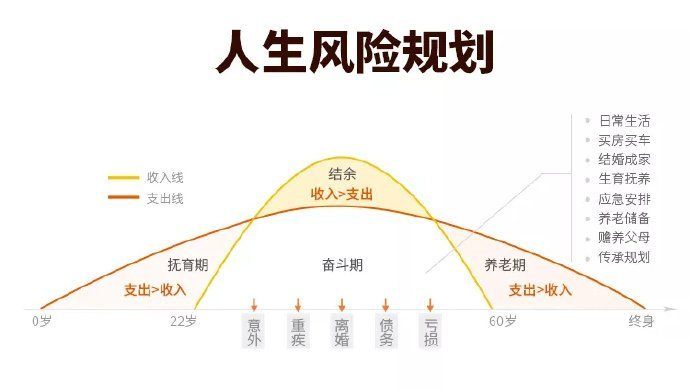 人生风险规划
收入线
支出线
结余
收入>支出
抚育期
支出>收入
奋斗期
养老期
支出>收入
日常生活
买房买车
结婚成家
生育抚养
应急安排
养老储备
赡养父母
传承规划
0岁
22岁
60岁
终身
意外
重疾
离婚
债务
亏损